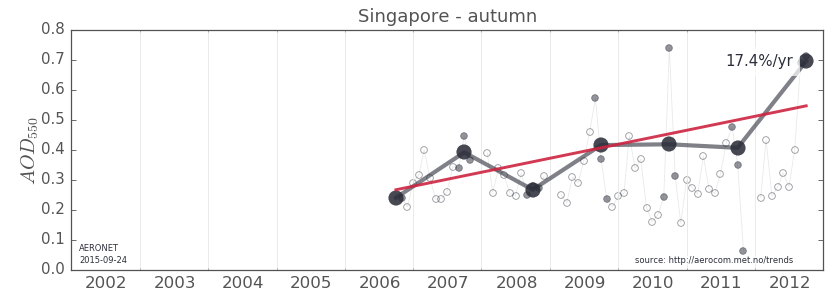 Singapore - autumn
0.8
0.7
0.6
0.5
0.4
0.3
0.2
0.1
0.0
AOD550
17.4%/yr
AERONET
2015-09-24
source: http://aerocom.met.no/trends
2002 2003 2004 2005 2006 2007 2008 2009 2010 2011 2012